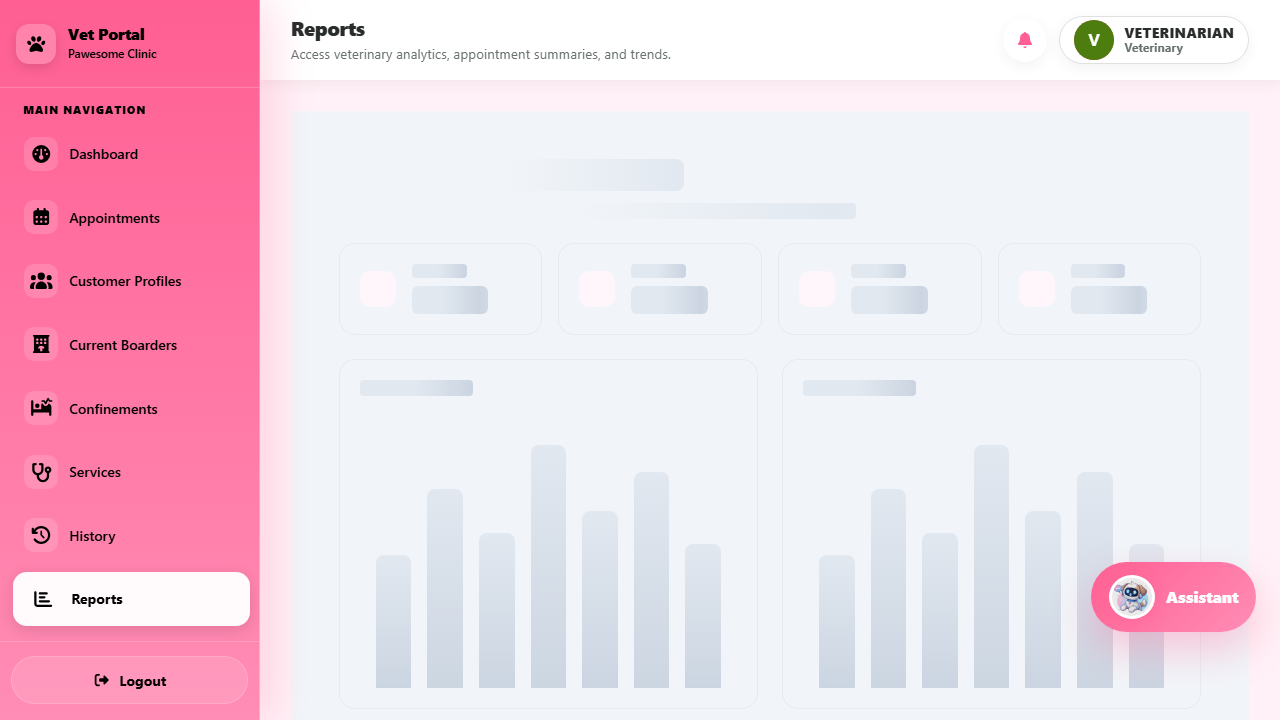 Vet Portal
Pawesome Clinic
MAIN NAVIGATION
Dashboard
Appointments
Customer Profiles
Current Boarders
Confinements
Services
History
Reports
Logout
Reports
Access veterinary analytics, appointment summaries, and trends.
V
VETERINARIAN
Veterinary
Assistant